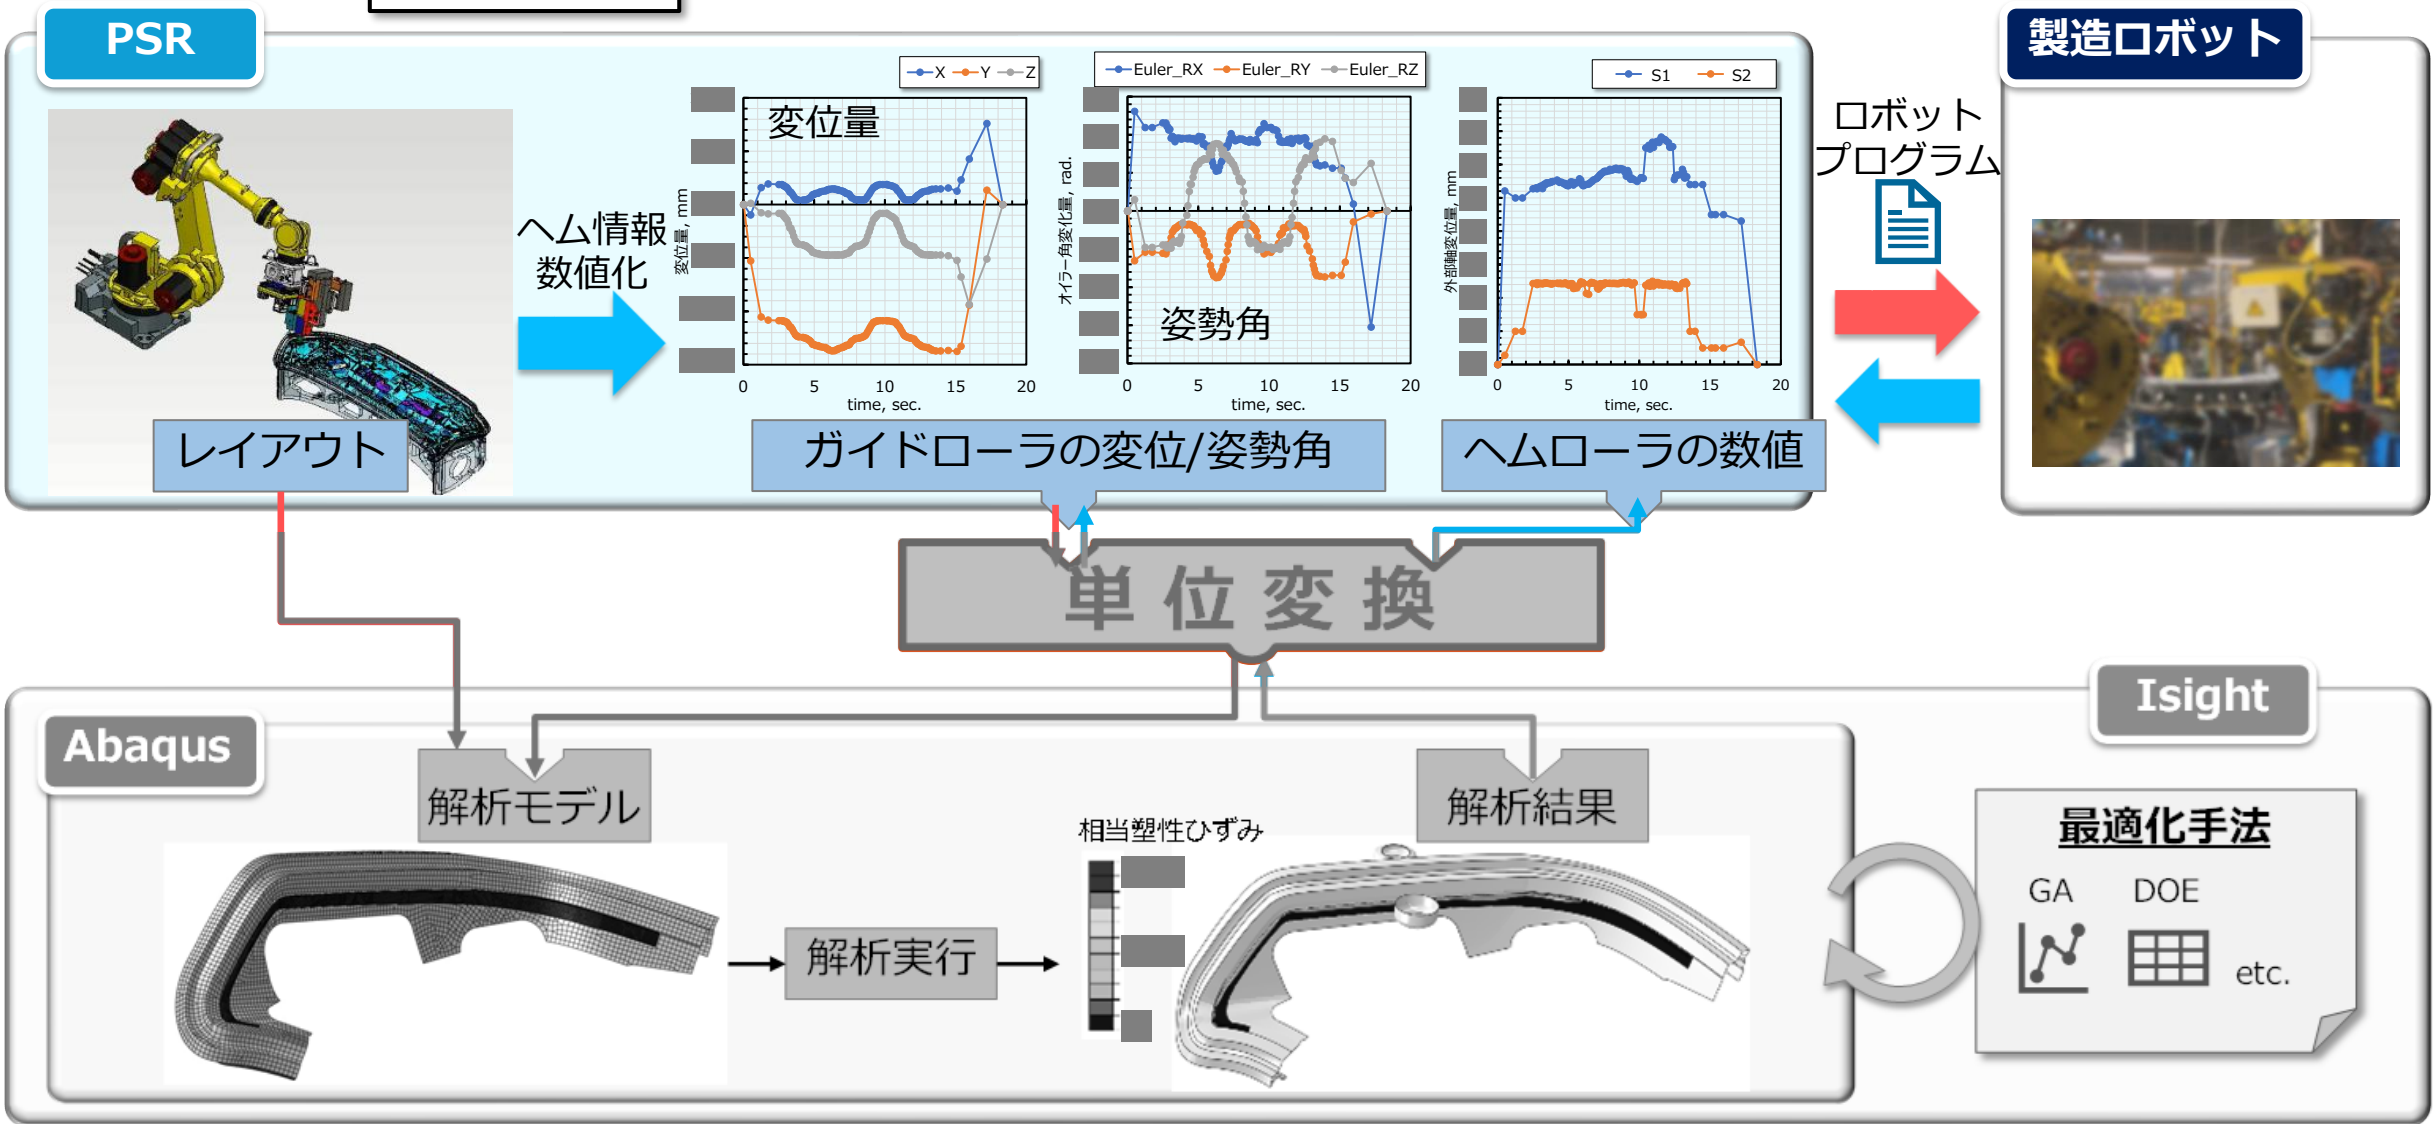 PSR
製造ロボット
X Y Z
Euler_RX Euler_RY Euler_RZ
S1 S2
変位量
姿勢角
ヘム情報
数値化
変位量, mm
オイラー角変化量, rad.
外部軸変位量, mm
0 5 10 15 20
time, sec.
0 5 10 15 20
time, sec.
0 5 10 15 20
time, sec.
ロボット
プログラム
レイアウト
ガイドローラの変位/姿勢角
ヘムローラの数値
単位変換
Isight
Abaqus
解析モデル
解析実行
相当塑性ひずみ
解析結果
最適化手法
GA DOE
etc.